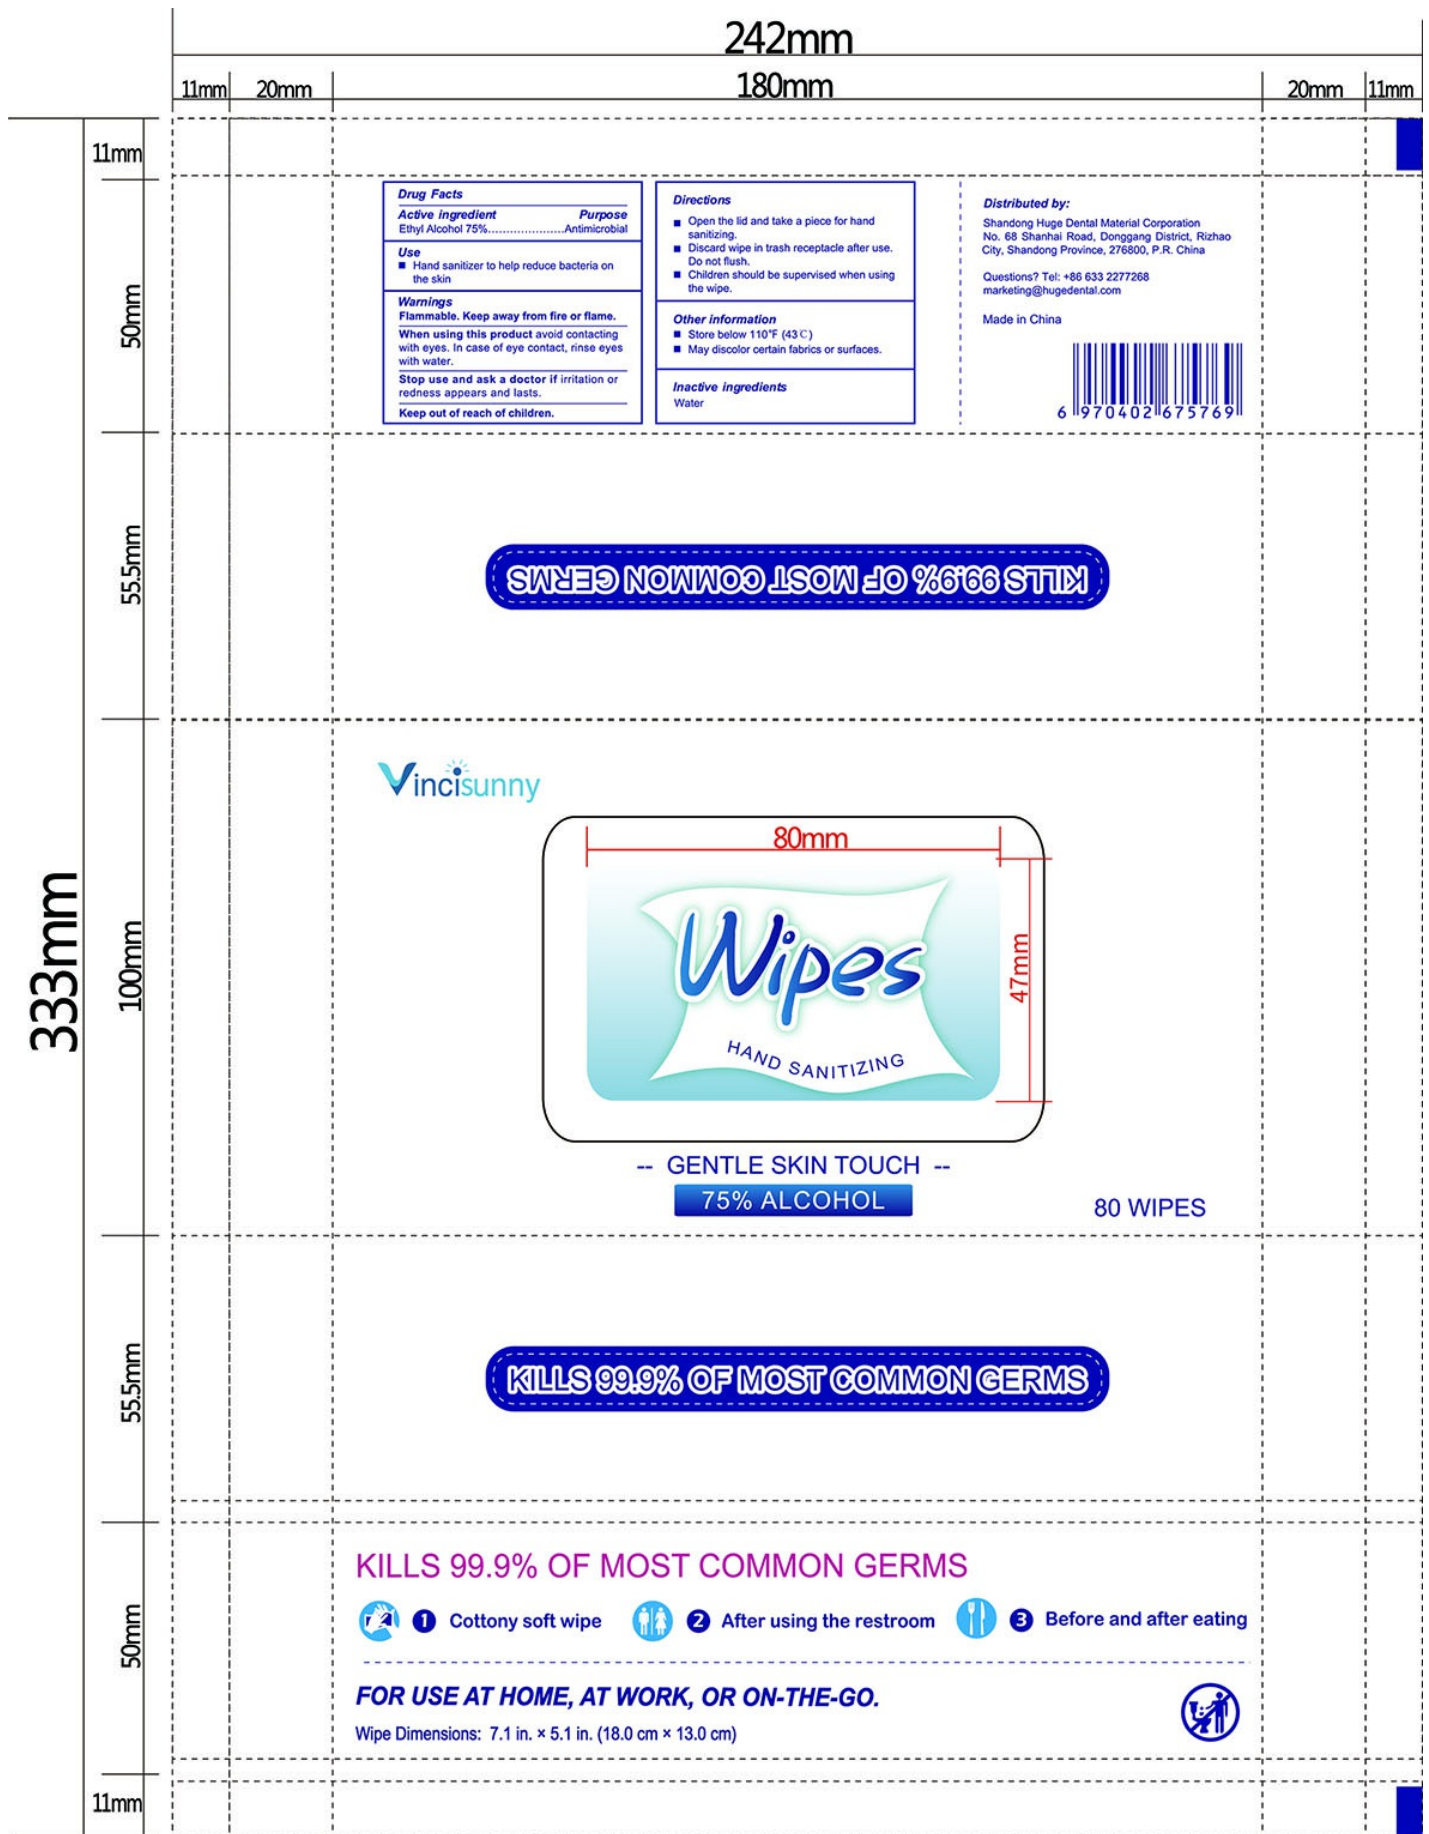 242mm
11mm 20mm 180mm 20mm 11mm
11mm
50mm
55.5mm
333mm
100mm
55.5mm
50mm
11mm
Drug Facts
Active ingredient Purpose
Ethyl Alcohol 75%......................Antimicrobial
Use
■ Hand sanitizer to help reduce bacteria on
the skin
Warnings
Flammable. Keep away from fire or flame.
When using this product avoid contacting
with eyes. In case of eye contact, rinse eyes
with water.
Stop use and ask a doctor if irritation or
redness appears and lasts.
Keep out of reach of children.
Directions
■ Open the lid and take a piece for hand
sanitizing.
■ Discard wipe in trash receptacle after use.
Do not flush.
■ Children should be supervised when using
the wipe.
Other information
■ Store below 110°F (43℃)
■ May discolor certain fabrics or surfaces.
Inactive ingredients
Water
Distributed by:
Shandong Huge Dental Material Corporation
No. 68 Shanhai Road, Donggang District, Rizhao
City, Shandong Province, 276800, P.R. China
Questions? Tel: +86 633 2277268
marketing@hugedental.com
Made in China
6 970402 675769
KILLS 99.9% OF MOST COMMON GERMS
Vincisunny
80mm
47mm
Wipes
HAND SANITIZING
-- GENTLE SKIN TOUCH --
75% ALCOHOL
80 WIPES
KILLS 99.9% OF MOST COMMON GERMS
KILLS 99.9% OF MOST COMMON GERMS
1 Cottony soft wipe 2 After using the restroom 3 Before and after eating
FOR USE AT HOME, AT WORK, OR ON-THE-GO.
Wipe Dimensions: 7.1 in. × 5.1 in. (18.0 cm × 13.0 cm)